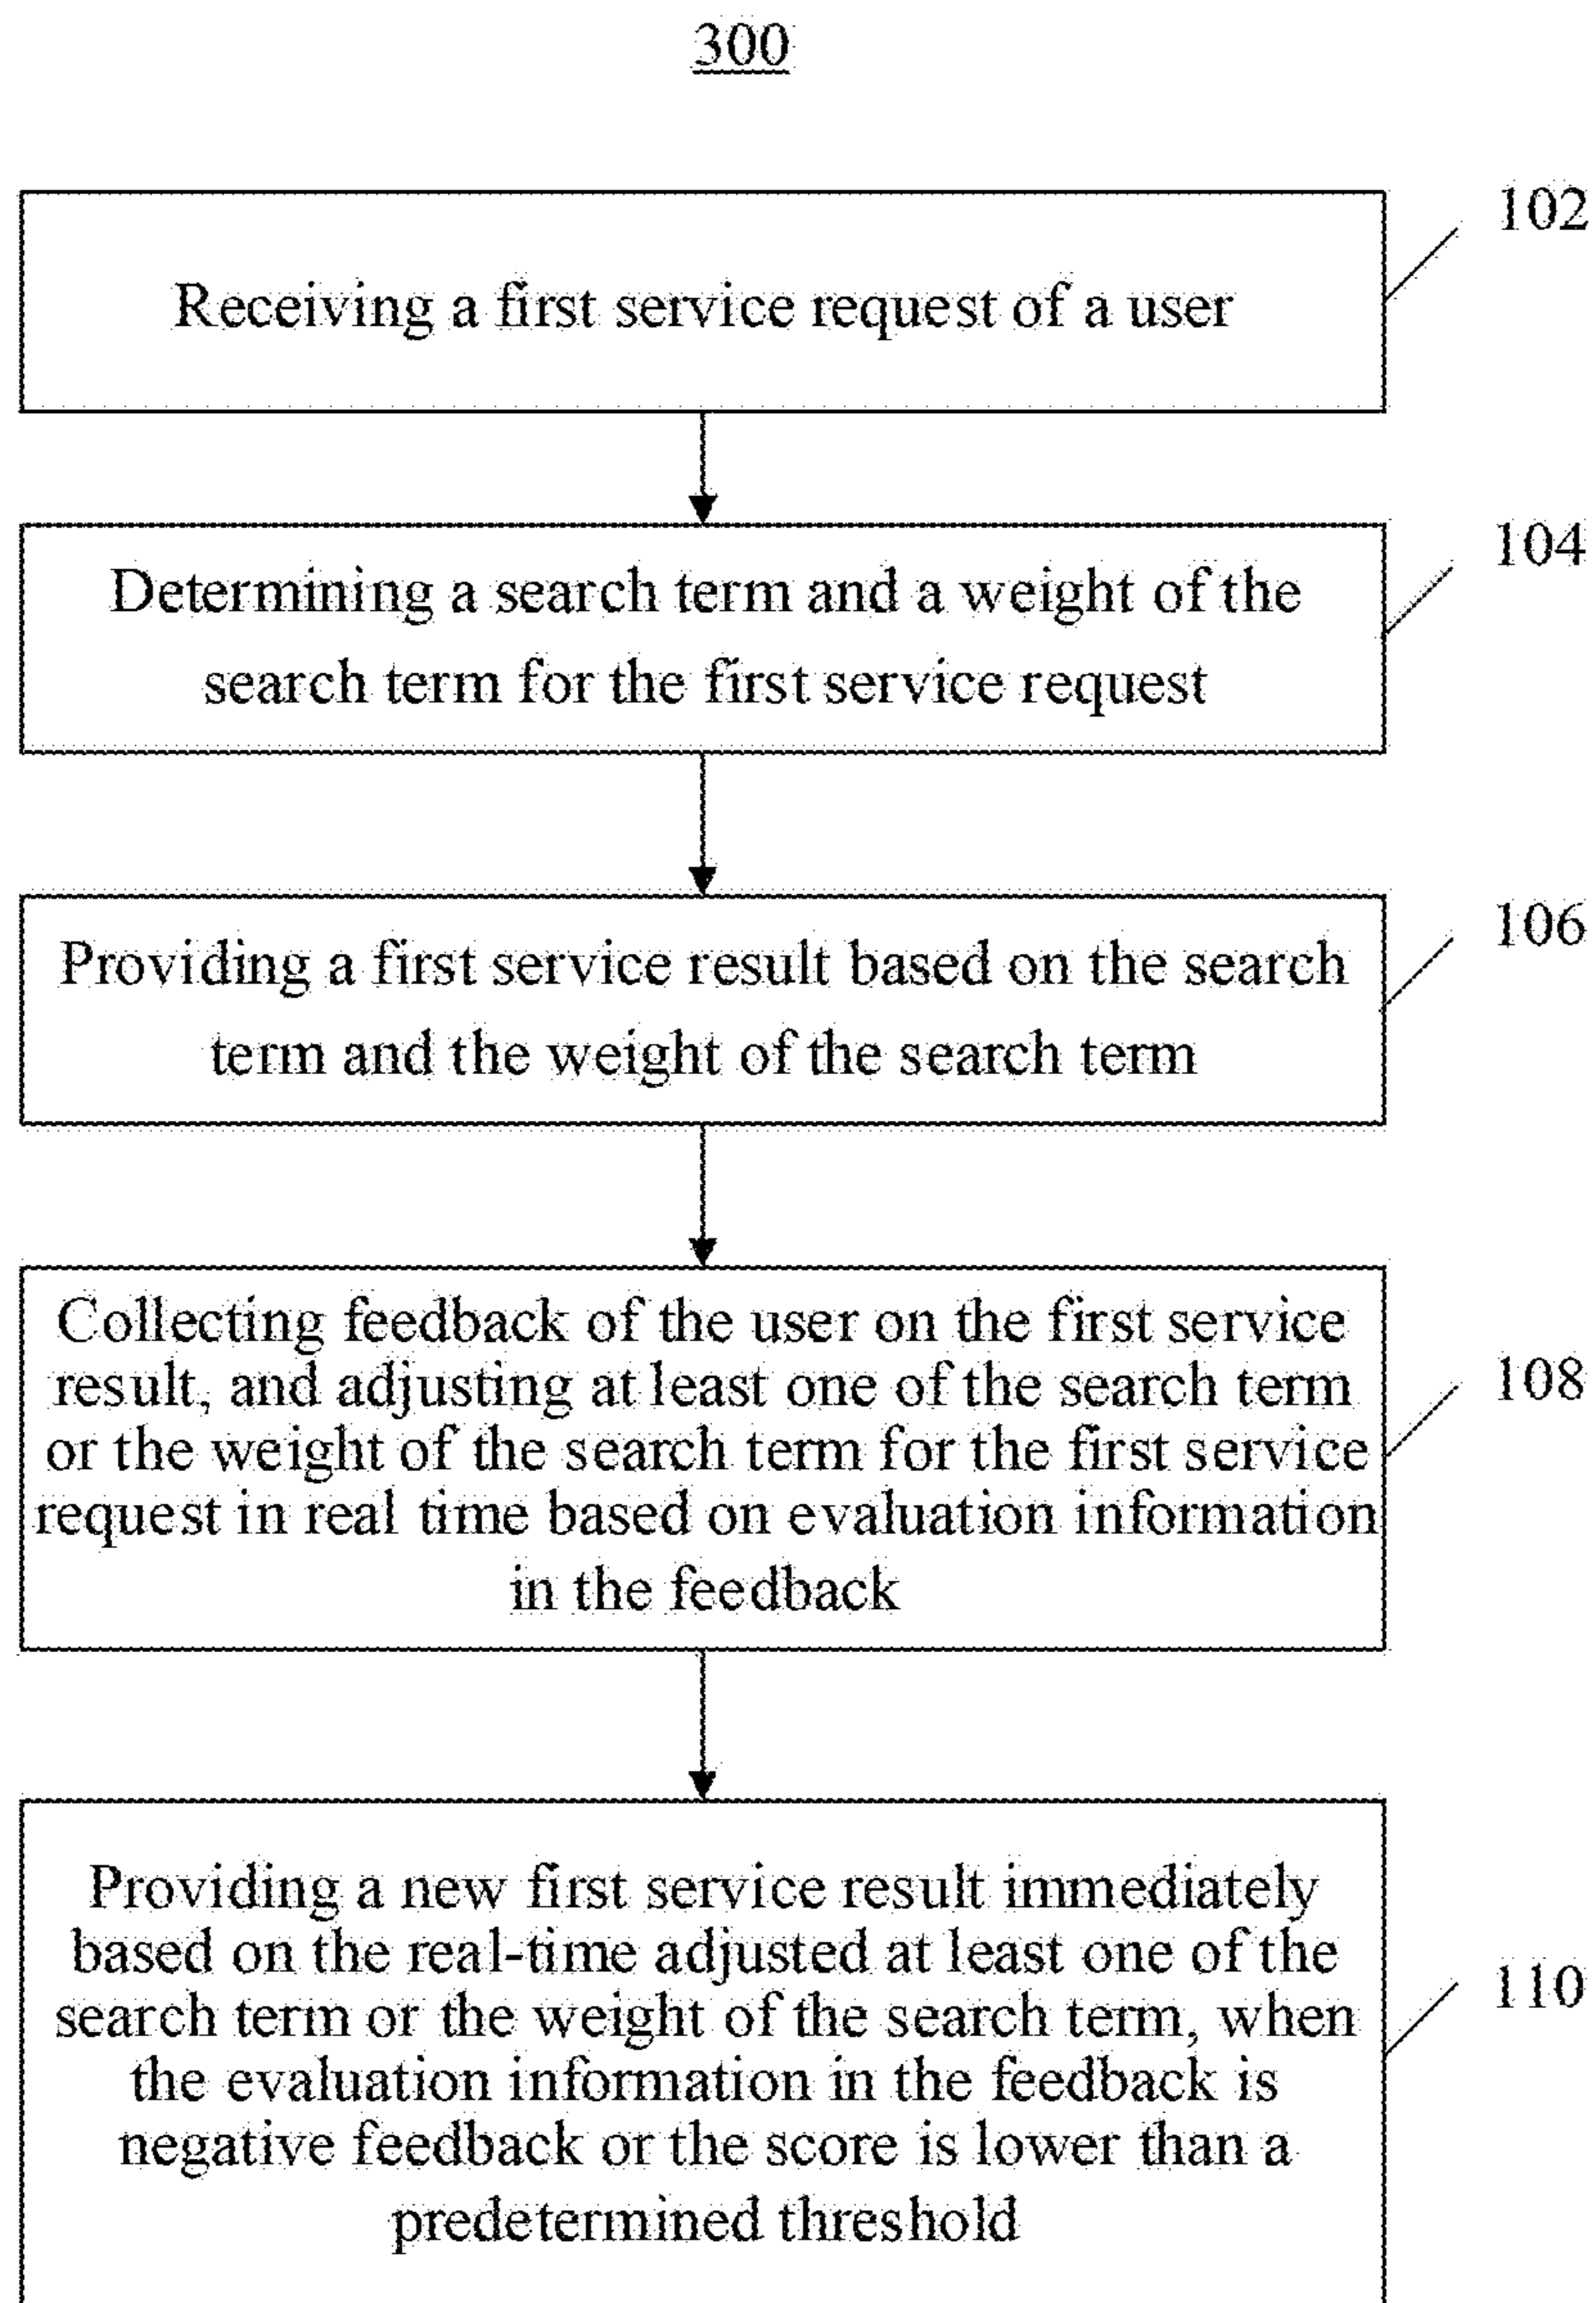 300
102
Receiving a first service request of a user
104
Determining a search term and a weight of the
search term for the first service request
106
Providing a first service result based on the search
term and the weight of the search term
Collecting feedback of the user on the first service
result, and adjusting at least one of the search term
108
or the weight of the search term for the first service
request in real time based on evaluation information
in the feedback
Providing a new first service result immediately
based on the real-time adjusted at least one of the
110
search term or the weight of the search term, when
the evaluation information in the feedback is
negative feedback or the score is lower than a
predetermined threshold